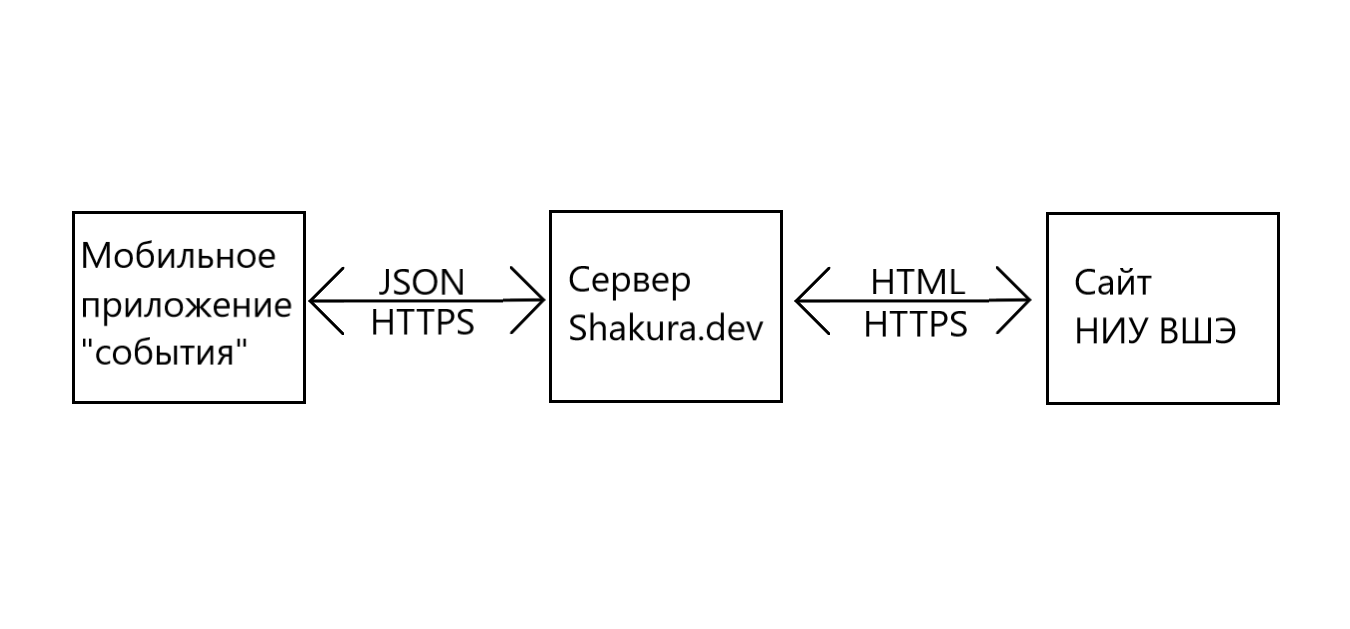 Мобильное
приложение
"события"
JSON
HTTPS
Сервер
Shakura.dev
HTML
HTTPS
Сайт
НИУ ВШЭ